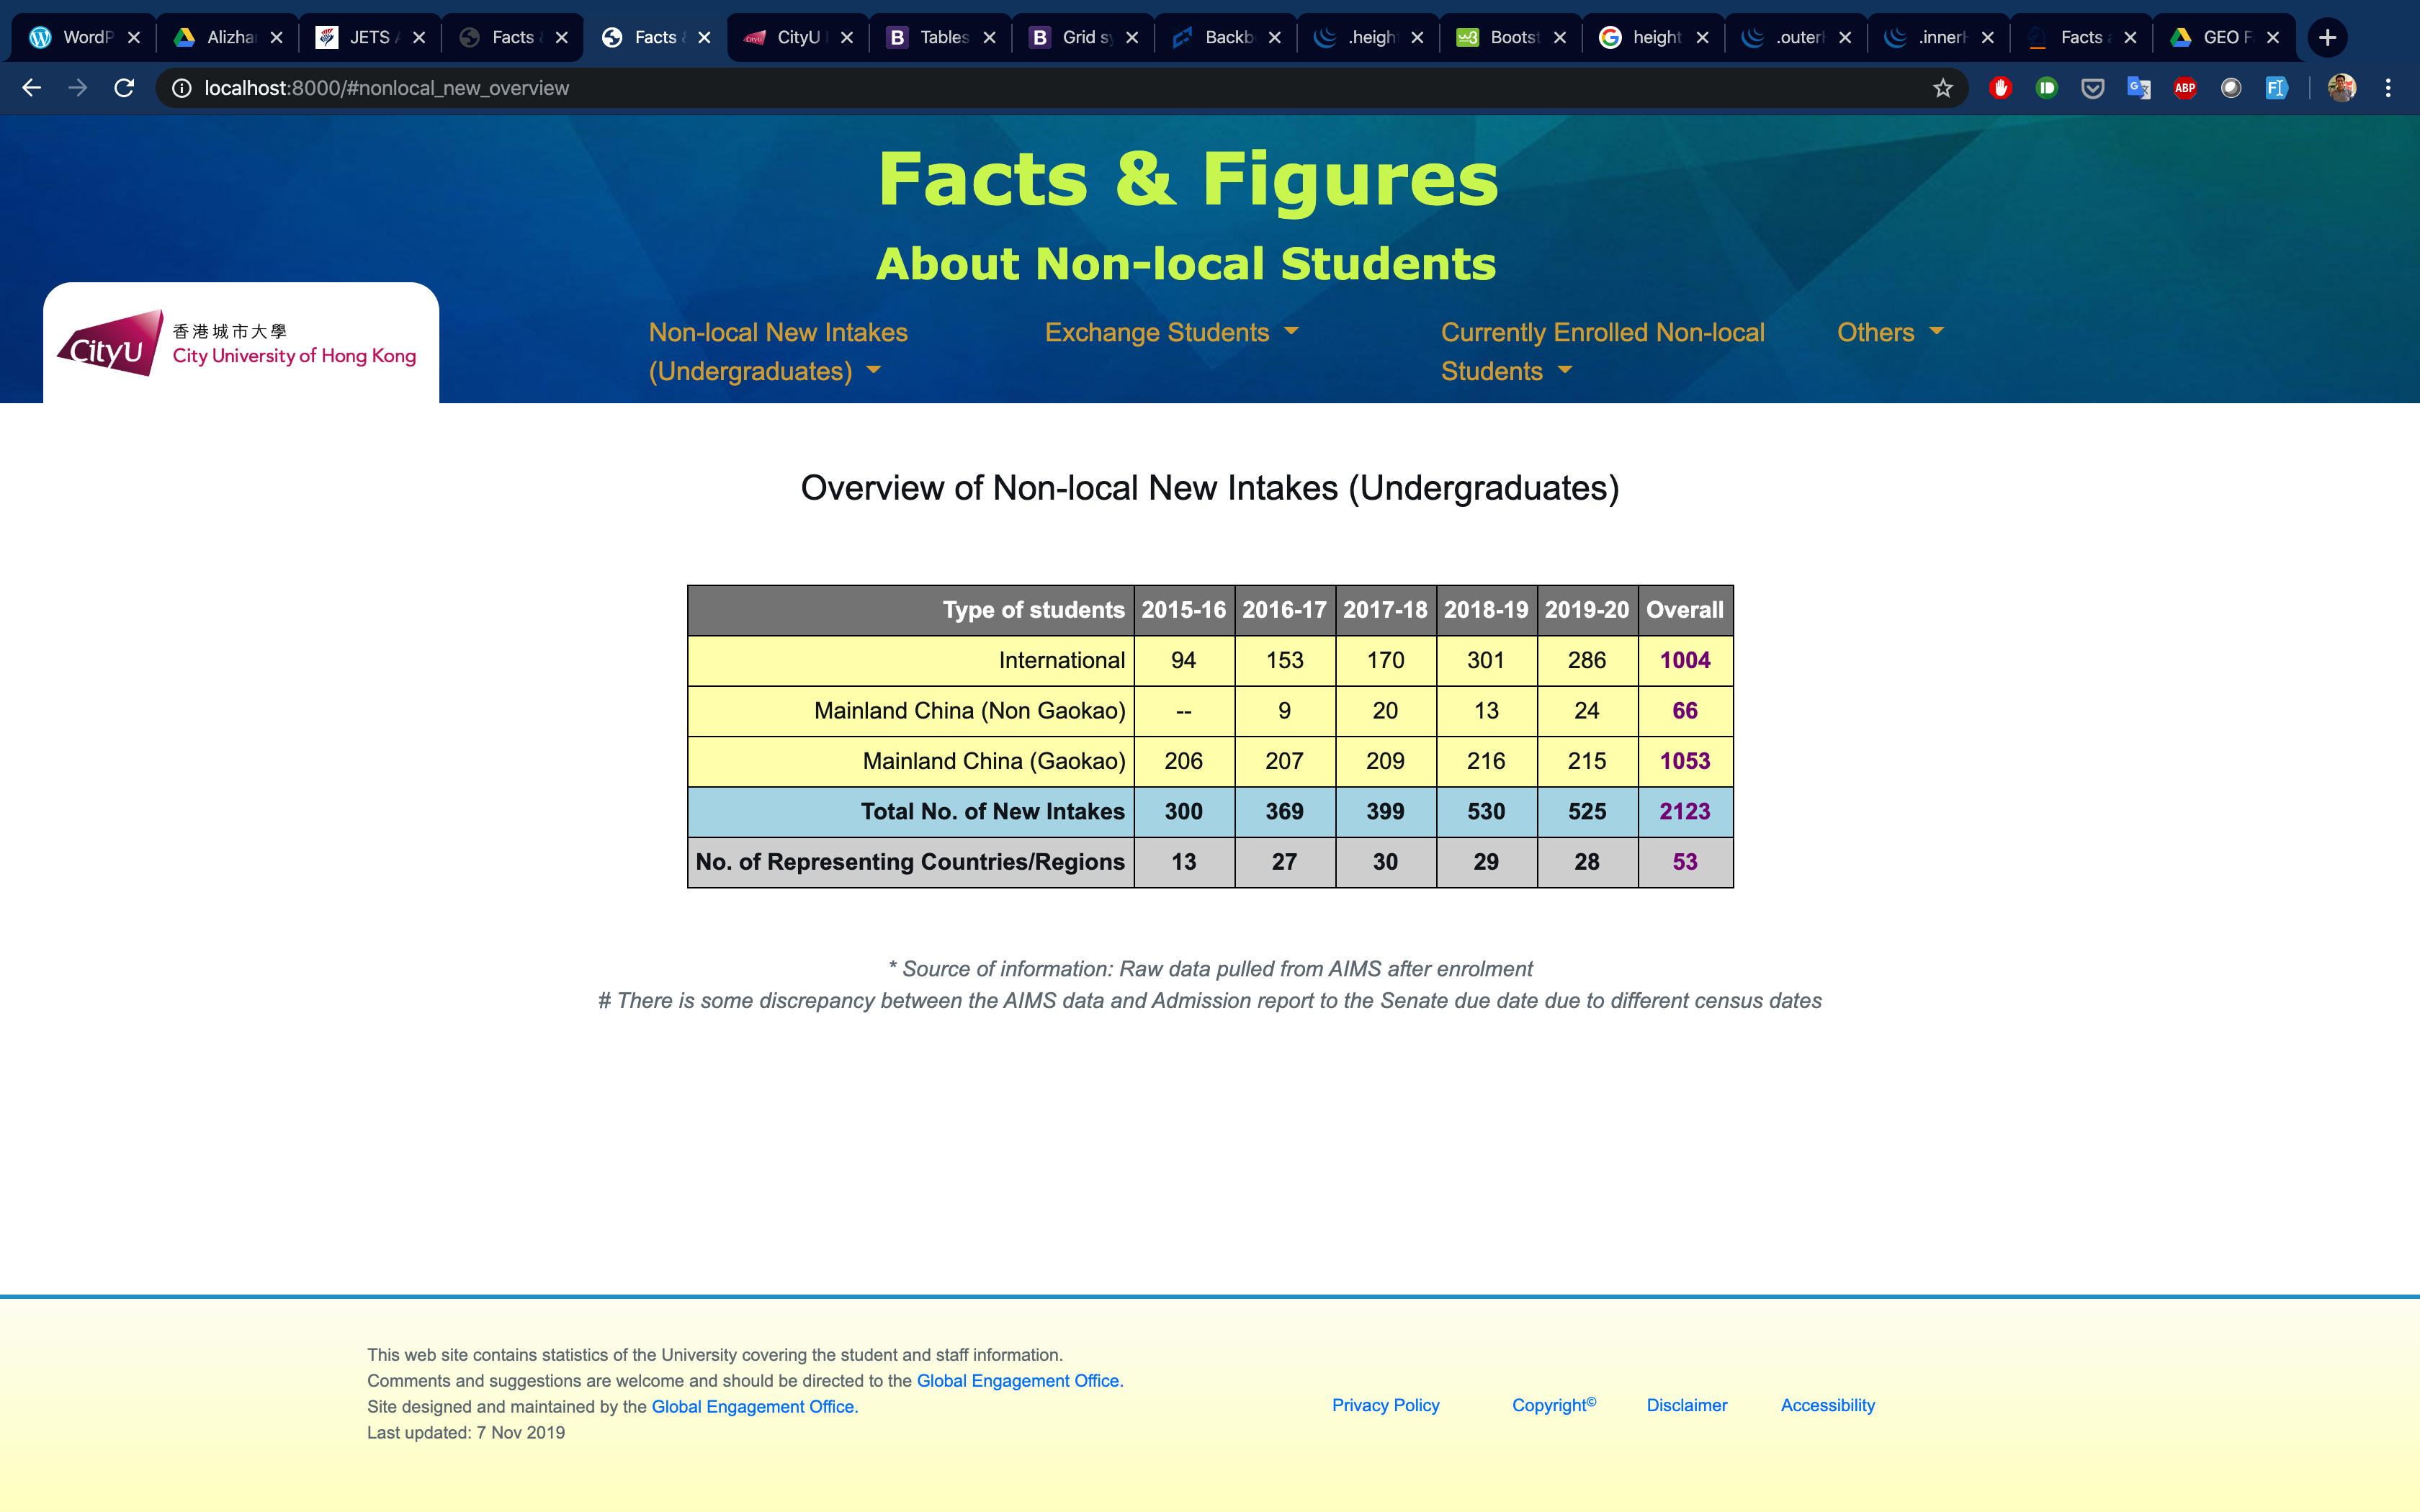 WordP
Alizha
JETS
Facts
Facts
CityU
Tables
Grid sy
Backb
.heigh
Bootst
height
.outer
.inner
Facts
GEO F
localhost:8000/#nonlocal_new_overview
ABP
Facts & Figures
About Non-local Students
CityU
香港城市大學
City University of Hong Kong
Non-local New Intakes
(Undergraduates)
Exchange Students
Currently Enrolled Non-local
Students
Others
Overview of Non-local New Intakes (Undergraduates)
Type of students 2015-16 2016-17 2017-18 2018-19 2019-20 Overall
International 94 153 170 301 286 1004
Mainland China (Non Gaokao) -- 9 20 13 24 66
Mainland China (Gaokao) 206 207 209 216 215 1053
Total No. of New Intakes 300 369 399 530 525 2123
No. of Representing Countries/Regions 13 27 30 29 28 53
* Source of information: Raw data pulled from AIMS after enrolment
# There is some discrepancy between the AIMS data and Admission report to the Senate due date due to different census dates
This web site contains statistics of the University covering the student and staff information.
Comments and suggestions are welcome and should be directed to the Global Engagement Office.
Site designed and maintained by the Global Engagement Office.
Last updated: 7 Nov 2019
Privacy Policy
Copyright©
Disclaimer
Accessibility